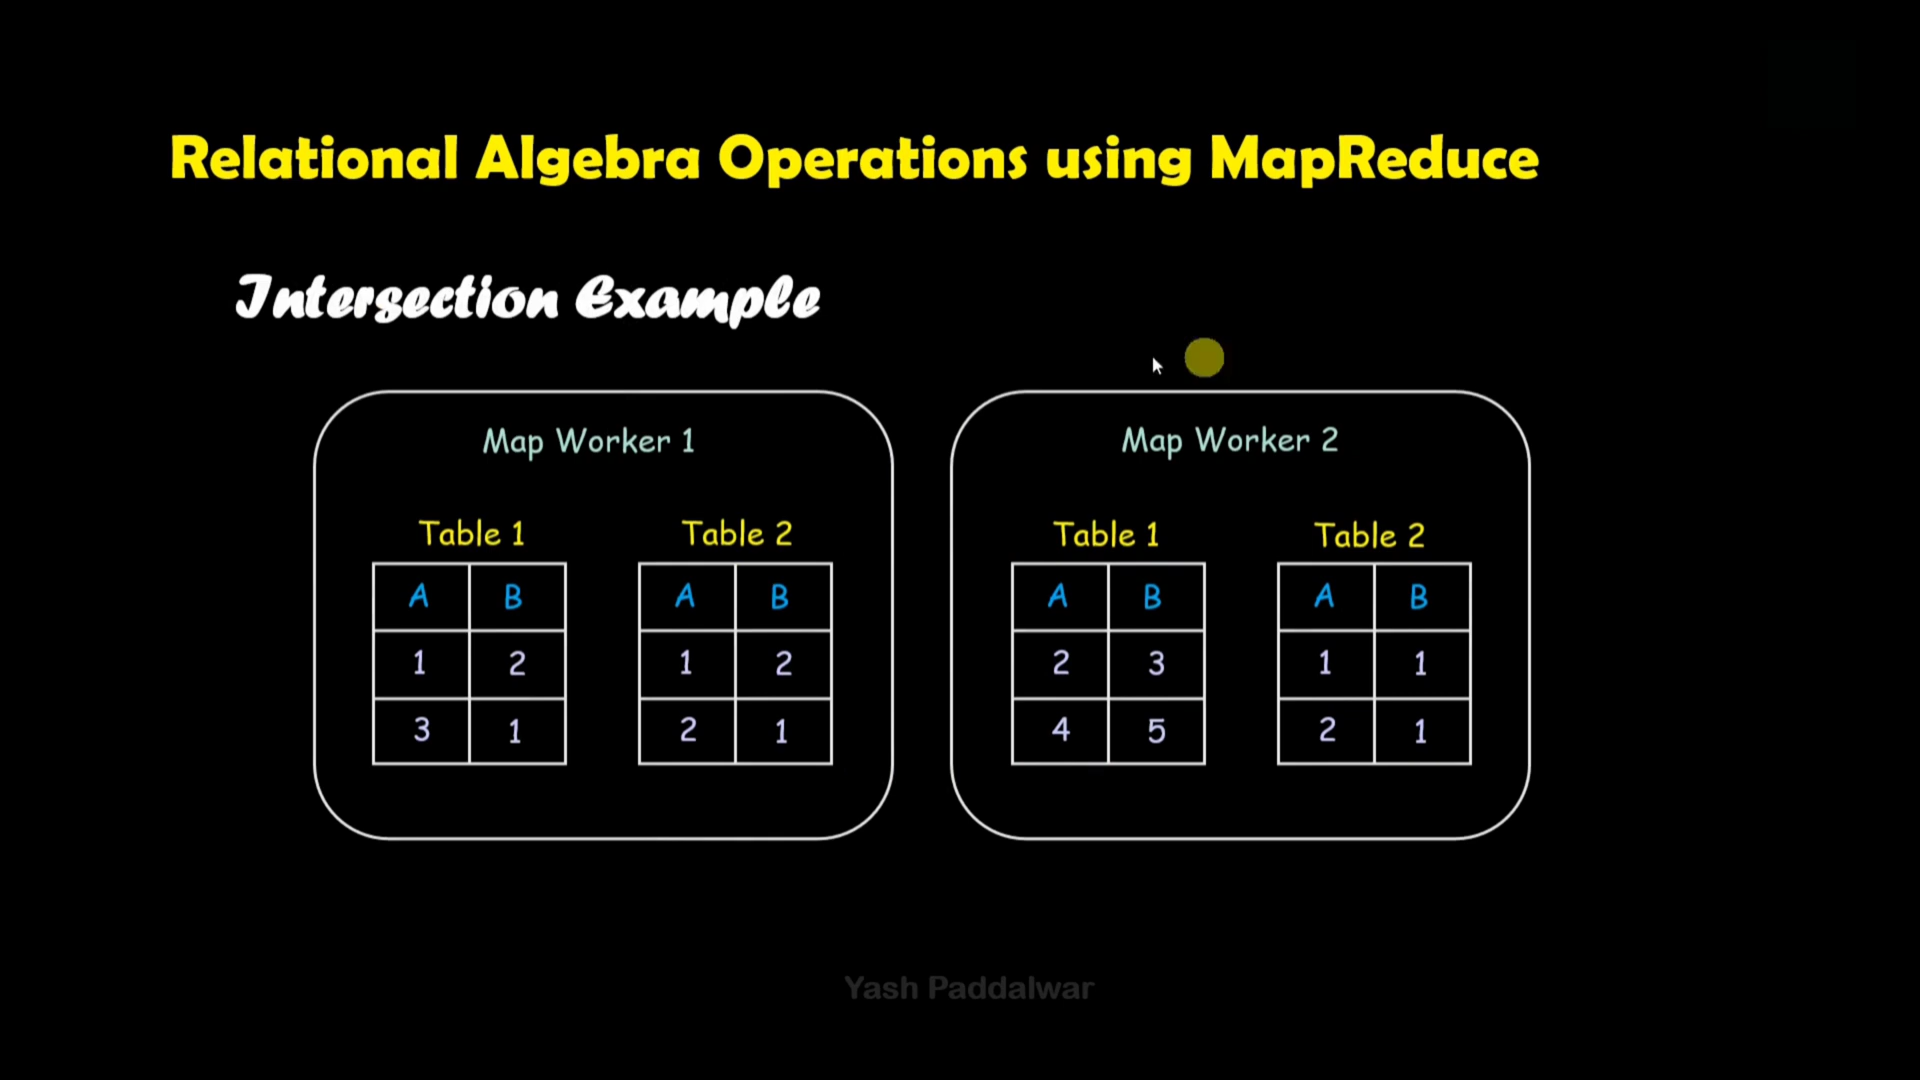 Relational Algebra Operations using MapReduce
Intersection Example
Map Worker 1
Table 1
A B
1 2
3 1
Table 2
A B
1 2
2 1
Map Worker 2
Table 1
A B
2 3
4 5
Table 2
A B
1 1
2 1
Yash Paddalwar